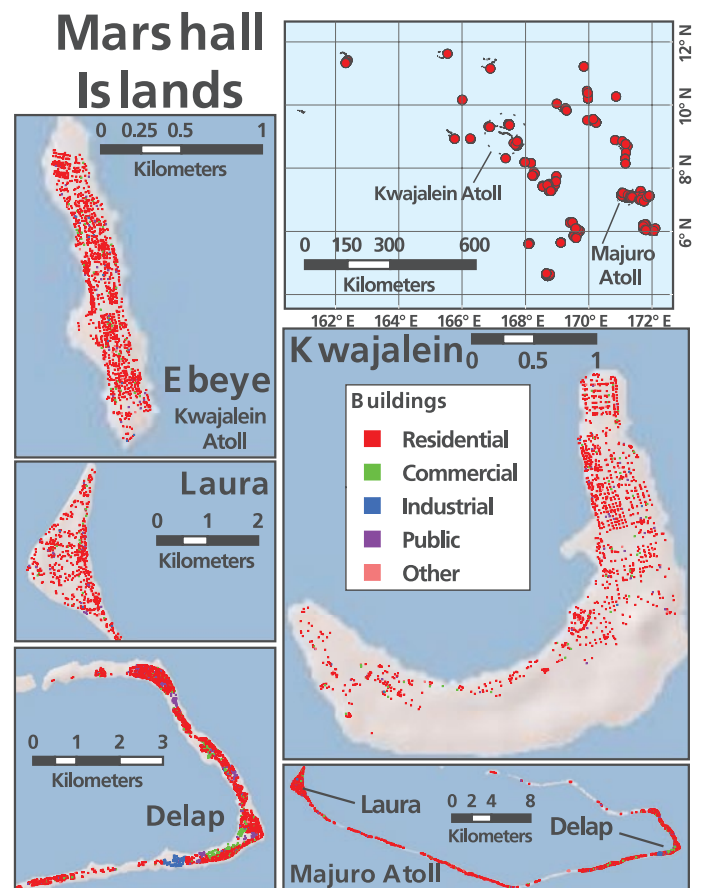 Marshall
Islands
0 0.25 0.5 1
Kilometers
Ebeye
Kwajalein
Atoll
12°N
10°N
8°N
6°N
Kwajalein Atoll
Majuro
Atoll
0 150 300 600
Kilometers
162°E 164°E 166°E 168°E 170°E 172°E
Kwajalein
0 0.5 1
Buildings
Residential
Commercial
Industrial
Public
Other
Laura
0 1 2
Kilometers
0 1 2 3
Kilometers
Delap
Laura
0 2 4 8
Kilometers
Delap
Majuro Atoll